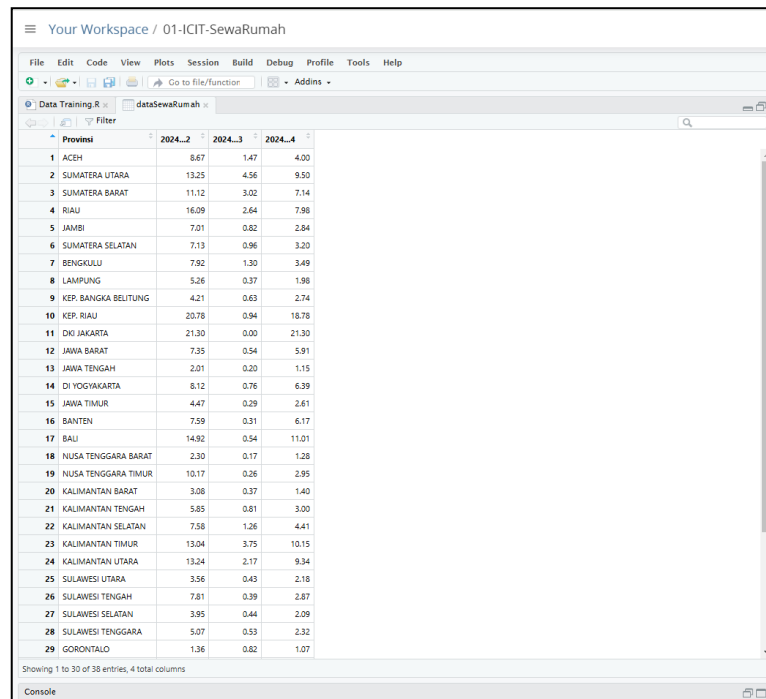 Your Workspace / 01-ICIT-SewaRumah
File Edit Code View Plots Session Build Debug Profile Tools Help
Go to file/function Addins
Data Training.R dataSewaRumah
Filter
Provinsi 2024...2 2024...3 2024...4
1 ACEH 8.67 1.47 4.00
2 SUMATERA UTARA 13.25 4.56 9.50
3 SUMATERA BARAT 11.12 3.02 7.14
4 RIAU 16.09 2.64 7.98
5 JAMBI 7.01 0.82 2.84
6 SUMATERA SELATAN 7.13 0.96 3.20
7 BENGKULU 7.92 1.30 3.49
8 LAMPUNG 5.26 0.37 1.98
9 KEP. BANGKA BELITUNG 4.21 0.63 2.74
10 KEP. RIAU 20.78 0.94 18.78
11 DKI JAKARTA 21.30 0.00 21.30
12 JAWA BARAT 7.35 0.54 5.91
13 JAWA TENGAH 2.01 0.20 1.15
14 DI YOGYAKARTA 8.12 0.76 6.39
15 JAWA TIMUR 4.47 0.29 2.61
16 BANTEN 7.59 0.31 6.17
17 BALI 14.92 0.54 11.01
18 NUSA TENGGARA BARAT 2.30 0.17 1.28
19 NUSA TENGGARA TIMUR 10.17 0.26 2.95
20 KALIMANTAN BARAT 3.08 0.37 1.40
21 KALIMANTAN TENGAH 5.85 0.81 3.00
22 KALIMANTAN SELATAN 7.58 1.26 4.41
23 KALIMANTAN TIMUR 13.04 3.75 10.15
24 KALIMANTAN UTARA 13.24 2.17 9.34
25 SULAWESI UTARA 3.56 0.43 2.18
26 SULAWESI TENGAH 7.81 0.39 2.87
27 SULAWESI SELATAN 3.95 0.44 2.09
28 SULAWESI TENGGARA 5.07 0.53 2.32
29 GORONTALO 1.36 0.82 1.07
Showing 1 to 30 of 38 entries, 4 total columns
Console